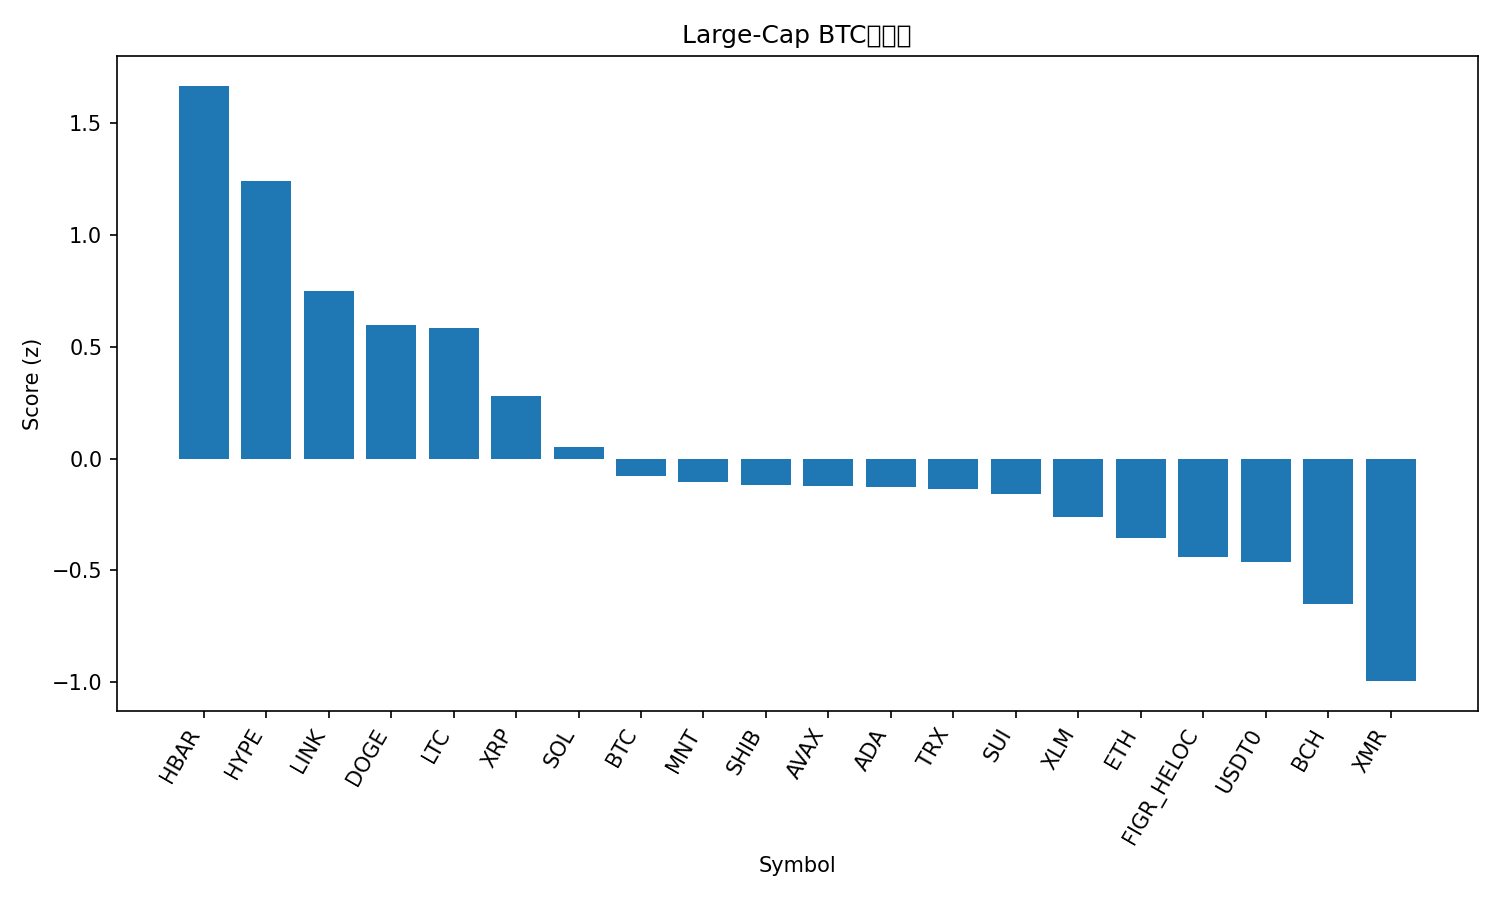 Large-Cap BTC
Score (z)
1.5
1.0
0.5
0.0
−0.5
−1.0
HBAR
HYPE
LINK
DOGE
LTC
XRP
SOL
BTC
MNT
SHIB
AVAX
ADA
TRX
SUI
XLM
ETH
FIGR_HELOC
USDT0
BCH
XMR
Symbol